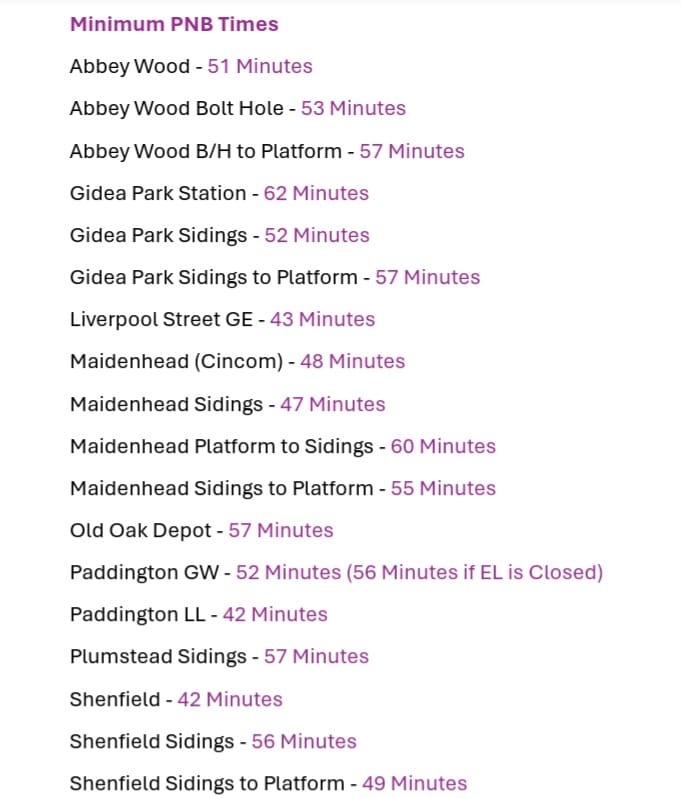 Minimum PNB Times
Abbey Wood - 51 Minutes
Abbey Wood Bolt Hole - 53 Minutes
Abbey Wood B/H to Platform - 57 Minutes
Gidea Park Station - 62 Minutes
Gidea Park Sidings - 52 Minutes
Gidea Park Sidings to Platform - 57 Minutes
Liverpool Street GE - 43 Minutes
Maidenhead (Cincom) - 48 Minutes
Maidenhead Sidings - 47 Minutes
Maidenhead Platform to Sidings - 60 Minutes
Maidenhead Sidings to Platform - 55 Minutes
Old Oak Depot - 57 Minutes
Paddington GW - 52 Minutes (56 Minutes if EL is Closed)
Paddington LL - 42 Minutes
Plumstead Sidings - 57 Minutes
Shenfield - 42 Minutes
Shenfield Sidings - 56 Minutes
Shenfield Sidings to Platform - 49 Minutes